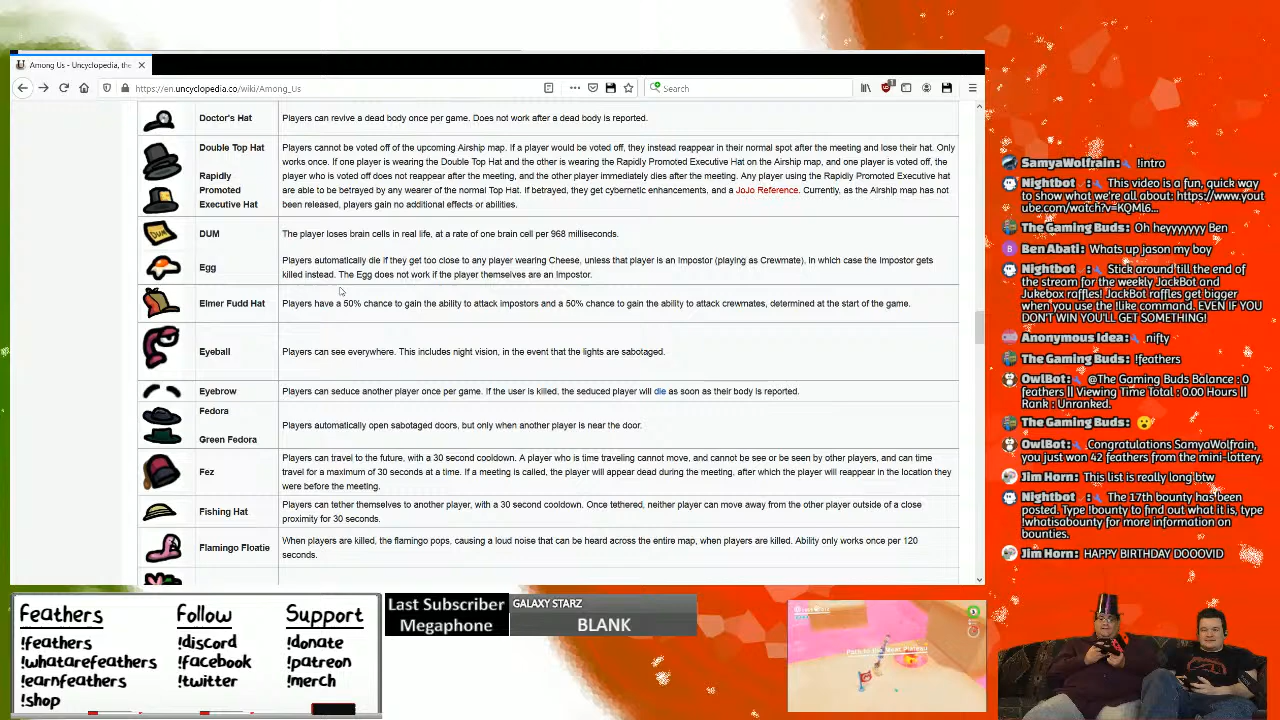 Among Us - Uncyclopedia, the
https://en.uncyclopedia.co/wiki/Among_Us
Search
Doctor's Hat
Players can revive a dead body once per game. Does not work after a dead body is reported.
Double Top Hat
Rapidly
Promoted
Executive Hat
Players cannot be voted off of the upcoming Airship map. If a player would be voted off, they instead reappear in their normal spot after the meeting and lose their hat. Only
works once. If one player is wearing the Double Top Hat and the other is wearing the Rapidly Promoted Executive Hat on the Airship map, and one player is voted off, the
player who is voted off does not reappear after the meeting, and the other player immediately dies after the meeting. Any player using the Rapidly Promoted Executive hat
are able to be betrayed by any wearer of the normal Top Hat. If betrayed, they get cybernetic enhancements, and a JoJo Reference. Currently, as the Airship map has not
been released, players gain no additional effects or abilities.
DUM
DUM
The player loses brain cells in real life, at a rate of one brain cell per 968 milliseconds.
Egg
Players automatically die if they get too close to any player wearing Cheese, unless that player is an Impostor (playing as Crewmate). In which case the Impostor gets
killed instead. The Egg does not work if the player themselves are an Impostor.
Elmer Fudd Hat
Players have a 50% chance to gain the ability to attack impostors and a 50% chance to gain the ability to attack crewmates, determined at the start of the game.
Eyeball
Players can see everywhere. This includes night vision, in the event that the lights are sabotaged.
Eyebrow
Players can seduce another player once per game. If the user is killed, the seduced player will die as soon as their body is reported.
Fedora
Green Fedora
Players automatically open sabotaged doors, but only when another player is near the door.
Fez
Players can travel to the future, with a 30 second cooldown. A player who is time traveling cannot move, and cannot be see or be seen by other players, and can time
travel for a maximum of 30 seconds at a time. If a meeting is called, the player will appear dead during the meeting, after which the player will reappear in the location they
were before the meeting.
Fishing Hat
Players can tether themselves to another player, with a 30 second cooldown. Once tethered, neither player can move away from the other player outside of a close
proximity for 30 seconds.
Flamingo Floatie
When players are killed, the flamingo pops, causing a loud noise that can be heard across the entire map, when players are killed. Ability only works once per 120
seconds.
SamyaWolfrain: !intro
Nightbot: This video is a fun, quick way
to show what we're all about: https://www.yout
ube.com/watch?v=KQMl6...
The Gaming Buds: Oh heyyyyyy Ben
Ben Abati: Whats up jason my boy
Nightbot: Stick around till the end of
the stream for the weekly JackBot and
Jukebox raffles! JackBot raffles get bigger
when you use the !like command. EVEN IF YOU
DON'T WIN YOU'LL GET SOMETHING!
Anonymous Idea: nifty
The Gaming Buds: !feathers
OwlBot: @The Gaming Buds Balance : 0
feathers || Viewing Time Total : 0.00 Hours ||
Rank : Unranked.
The Gaming Buds:
OwlBot: Congratulations SamyaWolfrain,
you just won 42 feathers from the mini-lottery.
Jim Horn: This list is really long btw
Nightbot: The 17th bounty has been
posted. Type !bounty to find out what it is, type
!whatisabounty for more information on
bounties.
Jim Horn: HAPPY BIRTHDAY DOOOVID
feathers
!feathers
!whatarefeathers
!earnfeathers
!shop
Follow
!discord
!facebook
!twitter
Support
!donate
!patreon
!merch
Last Subscriber
Megaphone
GALAXY STARZ
BLANK